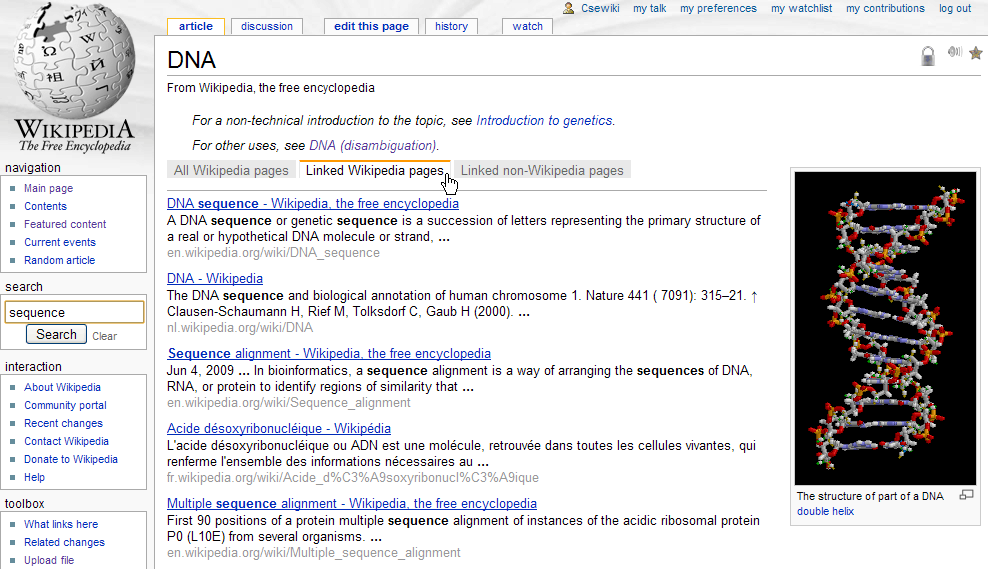 Csewiki my talk my preferences my watchlist my contributions log out
article discussion edit this page history watch
DNA
From Wikipedia, the free encyclopedia
For a non-technical introduction to the topic, see Introduction to genetics.
For other uses, see DNA (disambiguation).
All Wikipedia pages Linked Wikipedia pages Linked non-Wikipedia pages
DNA sequence - Wikipedia, the free encyclopedia
A DNA sequence or genetic sequence is a succession of letters representing the primary structure of
a real or hypothetical DNA molecule or strand, ...
en.wikipedia.org/wiki/DNA_sequence
DNA - Wikipedia
The DNA sequence and biological annotation of human chromosome 1. Nature 441 ( 7091): 315–21. ↑
Clausen-Schaumann H, Rief M, Tolksdorf C, Gaub H (2000). ...
nl.wikipedia.org/wiki/DNA
Sequence alignment - Wikipedia, the free encyclopedia
Jun 4, 2009 ... In bioinformatics, a sequence alignment is a way of arranging the sequences of DNA,
RNA, or protein to identify regions of similarity that ...
en.wikipedia.org/wiki/Sequence_alignment
Acide désoxyribonucléique - Wikipédia
L'acide désoxyribonucléique ou ADN est une molécule, retrouvée dans toutes les cellules vivantes, qui
renferme l'ensemble des informations nécessaires au ...
fr.wikipedia.org/wiki/Acide_d%C3%A9soxyribonucl%C3%A9ique
Multiple sequence alignment - Wikipedia, the free encyclopedia
First 90 positions of a protein multiple sequence alignment of instances of the acidic ribosomal protein
P0 (L10E) from several organisms. ...
en.wikipedia.org/wiki/Multiple_sequence_alignment
The structure of part of a DNA
double helix
Ω W И 祖
WIKIPEDIA
The Free Encyclopedia
navigation
Main page
Contents
Featured content
Current events
Random article
search
sequence
Search Clear
interaction
About Wikipedia
Community portal
Recent changes
Contact Wikipedia
Donate to Wikipedia
Help
toolbox
What links here
Related changes
Upload file